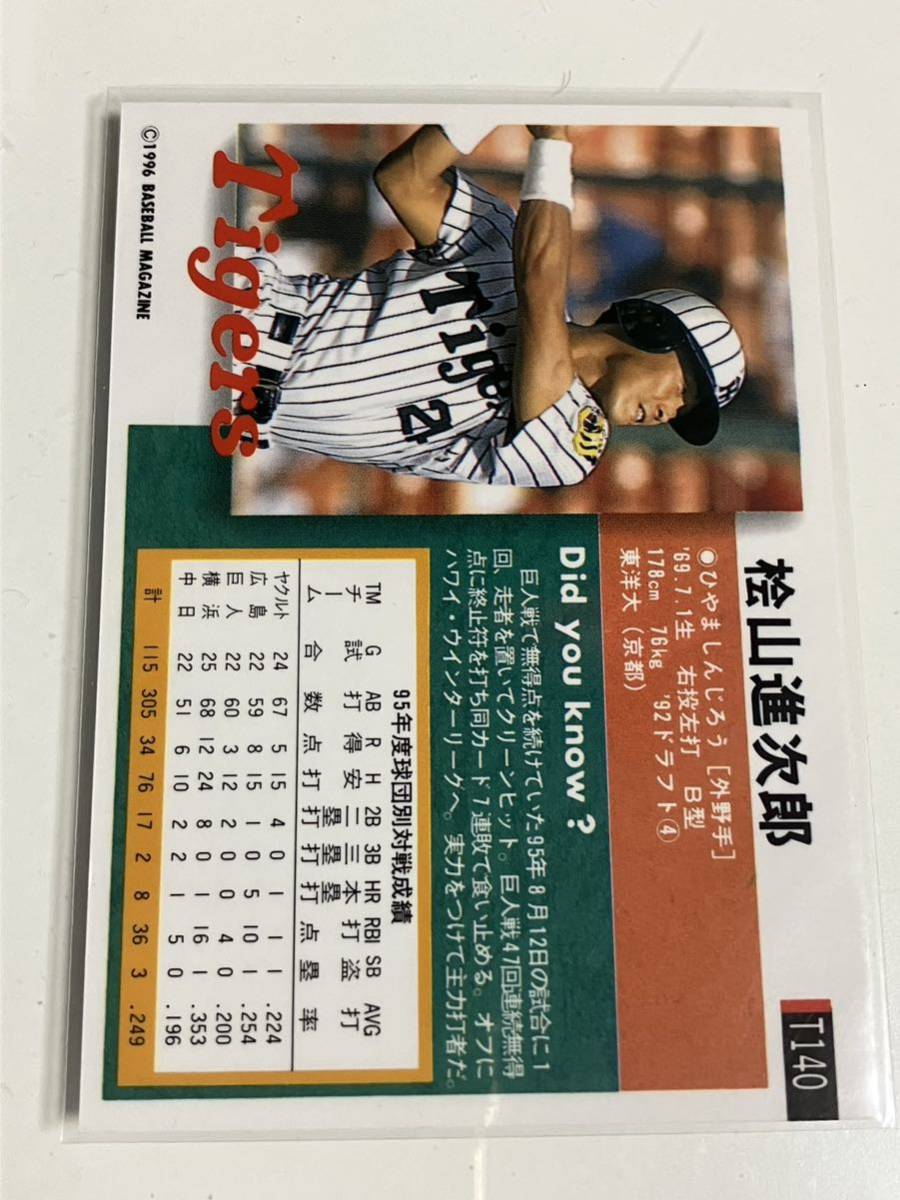 桧山進次郎
T140
●ひやましんじろう [外野手]
'69.7.1生 右投左打 B型
178cm 76kg '92ドラフト④
東洋大（京都）
H
Tigers
24
Tigers
Did you know ?
巨人戦で無得点を続けていた95年8月12日の試合に1
回、走者を置いてクリーンヒット。巨人戦47回連続無得
点に終止符を打ち同カード7連敗で食い止める。オフに
ハワイ・ウインターリーグへ。実力をつけて主力打者だ。
95年度球団別対戦成績
TM G AB R H 2B 3B HR RBI SB AVG
チーム 試合 打数 得点 安打 二塁打 三塁打 本塁打 打点 盗塁 打率
ヤクルト 24 67 5 15 4 0 1 1 1 .224
広島 22 59 8 15 1 0 5 10 1 .254
巨人 22 60 3 12 2 0 0 4 0 .200
横浜 25 68 12 24 8 0 1 16 1 .353
中日 22 51 6 10 2 2 1 5 0 .196
計 115 305 34 76 17 2 8 36 3 .249
©1996 BASEBALL MAGAZINE